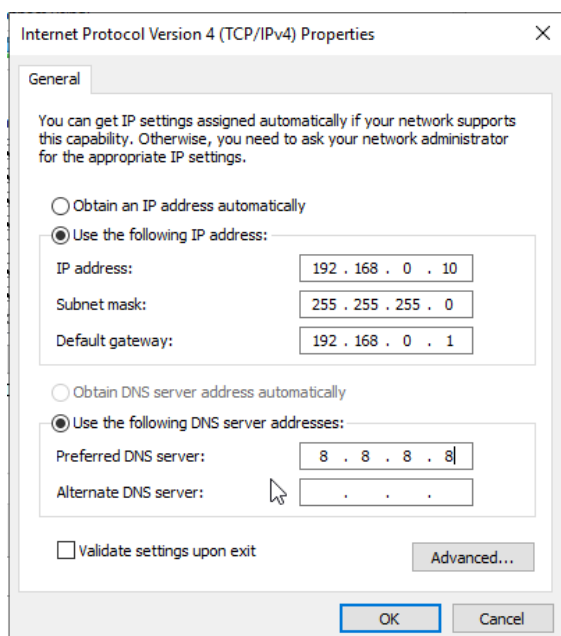 Internet Protocol Version 4 (TCP/IPv4) Properties
General
You can get IP settings assigned automatically if your network supports
this capability. Otherwise, you need to ask your network administrator
for the appropriate IP settings.
Obtain an IP address automatically
Use the following IP address:
IP address: 192 . 168 . 0 . 10
Subnet mask: 255 . 255 . 255 . 0
Default gateway: 192 . 168 . 0 . 1
Obtain DNS server address automatically
Use the following DNS server addresses:
Preferred DNS server: 8 . 8 . 8 . 8
Alternate DNS server: . . .
Validate settings upon exit
Advanced...
OK Cancel